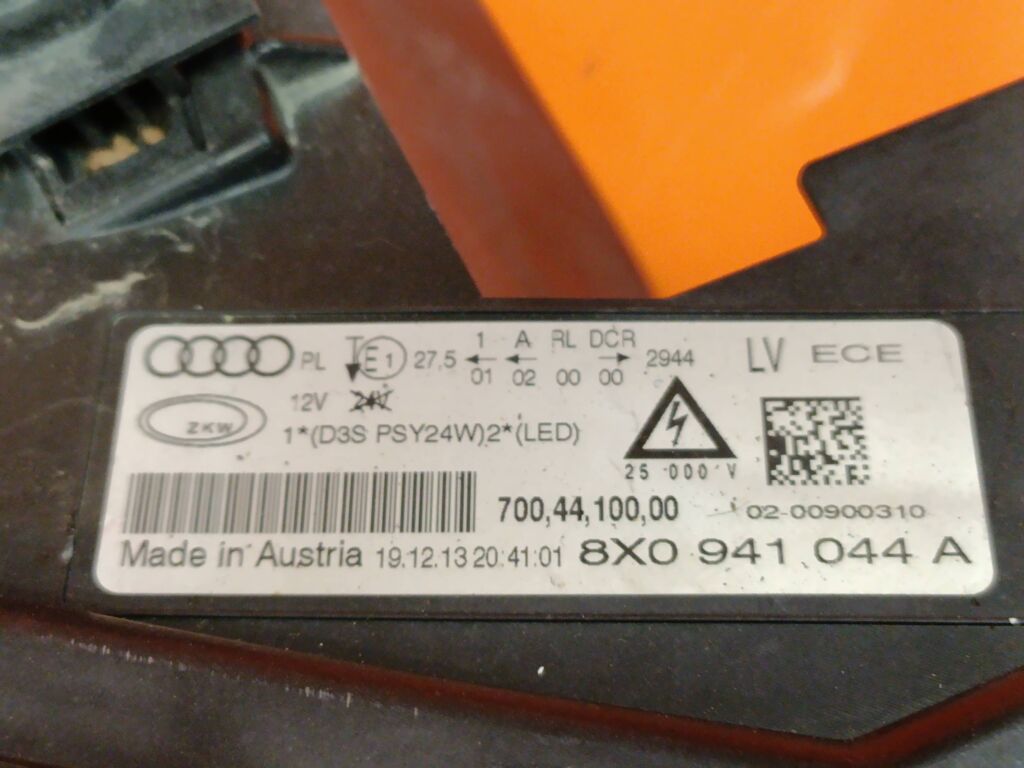 1 A RL DCR
PL E1 27,5 2944 LV ECE
01 02 00 00
12V 24V
ZKW
1*(D3S PSY24W)2*(LED)
25 000 V
700,44,100,00 02-00900310
Made in Austria 19.12.13 20:41:01 8X0 941 044 A